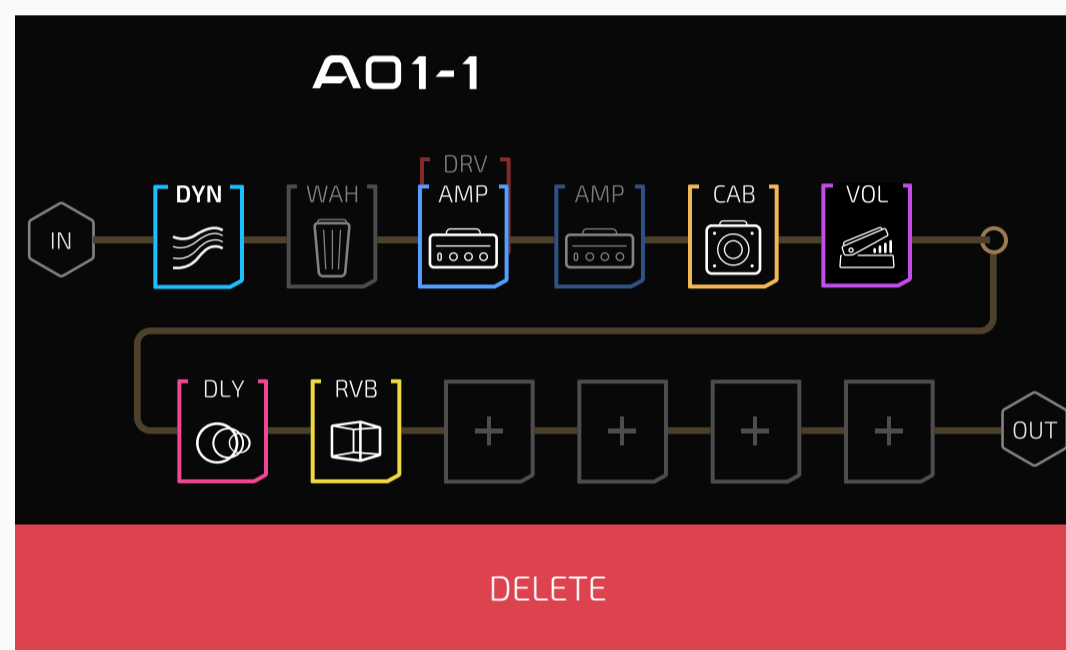 A01-1
DRV
IN DYN WAH AMP AMP CAB VOL
DLY RVB + + + + OUT
DELETE